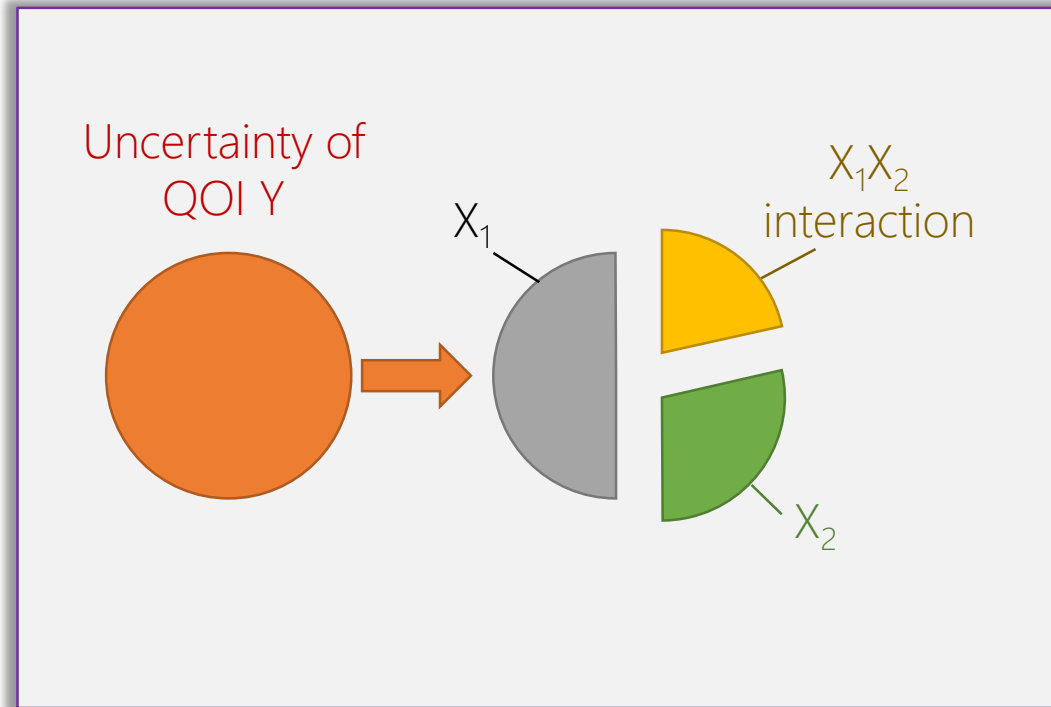 Uncertainty of
QOI Y
X₁
X₁X₂
interaction
X₂